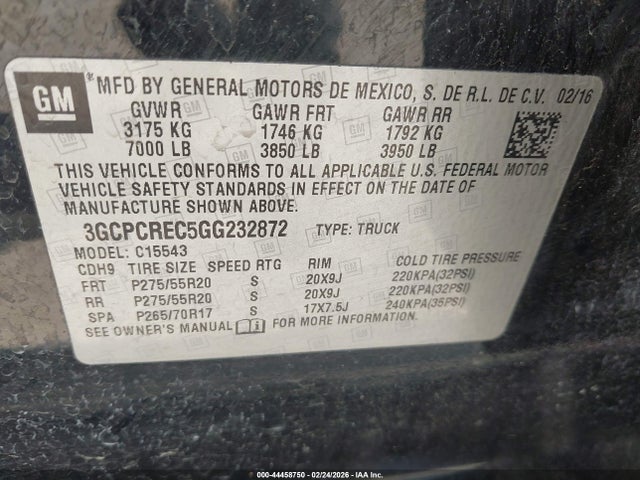 GM
*MFD BY GENERAL MOTORS DE MEXICO, S. DE R.L. DE C.V. 02/16
GVWR GAWR FRT GAWR RR
3175 KG 1746 KG 1792 KG
7000 LB 3850 LB 3950 LB
THIS VEHICLE CONFORMS TO ALL APPLICABLE U.S. FEDERAL MOTOR
VEHICLE SAFETY STANDARDS IN EFFECT ON THE DATE OF
MANUFACTURE SHOWN ABOVE.
3GCPCREC5GG232872 TYPE: TRUCK
MODEL: C15543
CDH9 TIRE SIZE SPEED RTG RIM COLD TIRE PRESSURE
FRT P275/55R20 S 20X9J 220KPA(32PSI)
RR P275/55R20 S 20X9J 220KPA(32PSI)
SPA P265/70R17 S 17X7.5J 240KPA(35PSI)
SEE OWNER'S MANUAL FOR MORE INFORMATION.
000-44458750 - 02/24/2026 - IAA Inc.